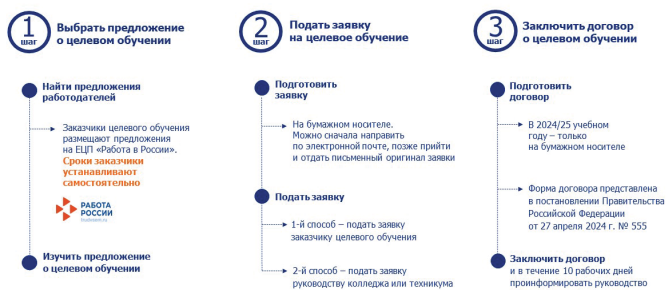 1
шаг
Выбрать предложение
о целевом обучении
Найти предложения
работодателей
Заказчики целевого обучения
размещают предложения
на ЕЦП «Работа в России».
Сроки заказчики
устанавливают
самостоятельно
РАБОТА
РОССИИ
Изучить предложение
о целевом обучении
2
шаг
Подать заявку
на целевое обучение
Подготовить
заявку
На бумажном носителе.
Можно сначала направить
по электронной почте, позже прийти
и отдать письменный оригинал заявки
Подать заявку
1-й способ – подать заявку
заказчику целевого обучения
2-й способ – подать заявку
руководству колледжа или техникума
3
шаг
Заключить договор
о целевом обучении
Подготовить
договор
В 2024/25 учебном
году – только
на бумажном носителе
Форма договора представлена
в постановлении Правительства
Российской Федерации
от 27 апреля 2024 г. № 555
Заключить договор
и в течение 10 рабочих дней
проинформировать руководство